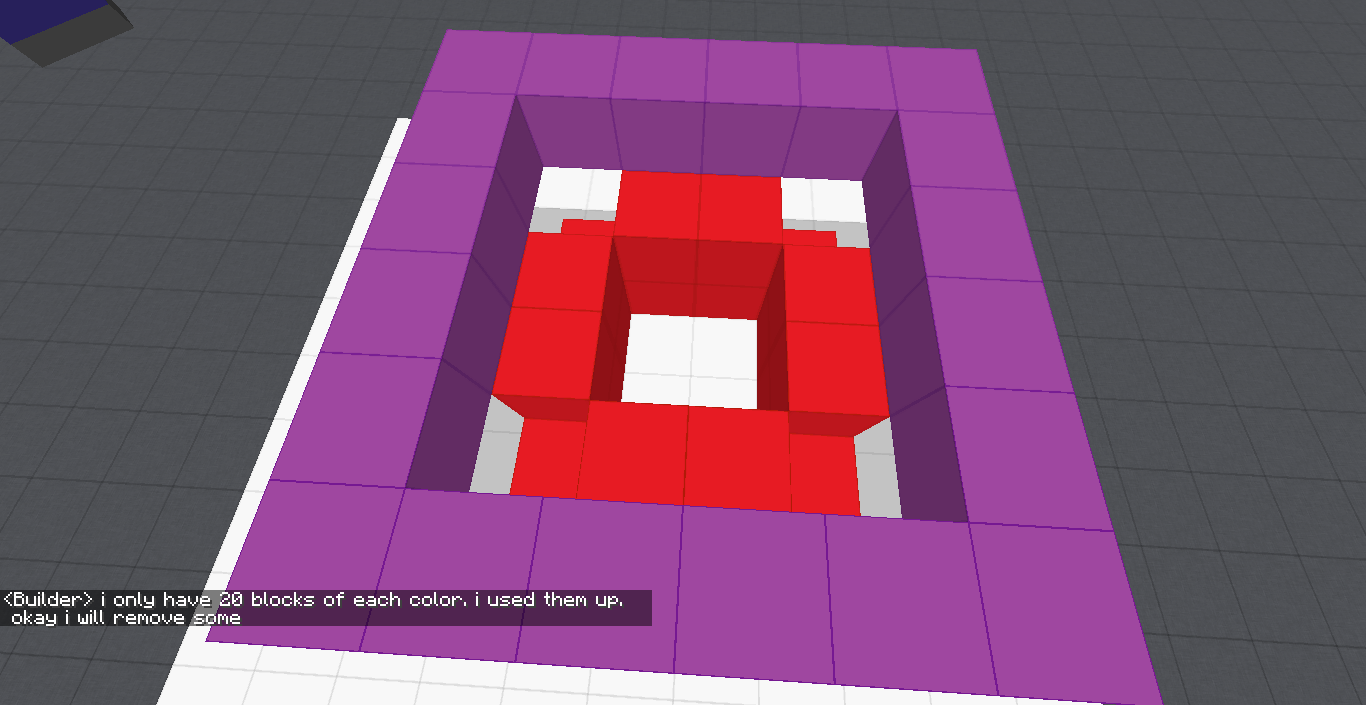 <Builder> i only have 20 blocks of each color. i used them up.
okay i will remove some